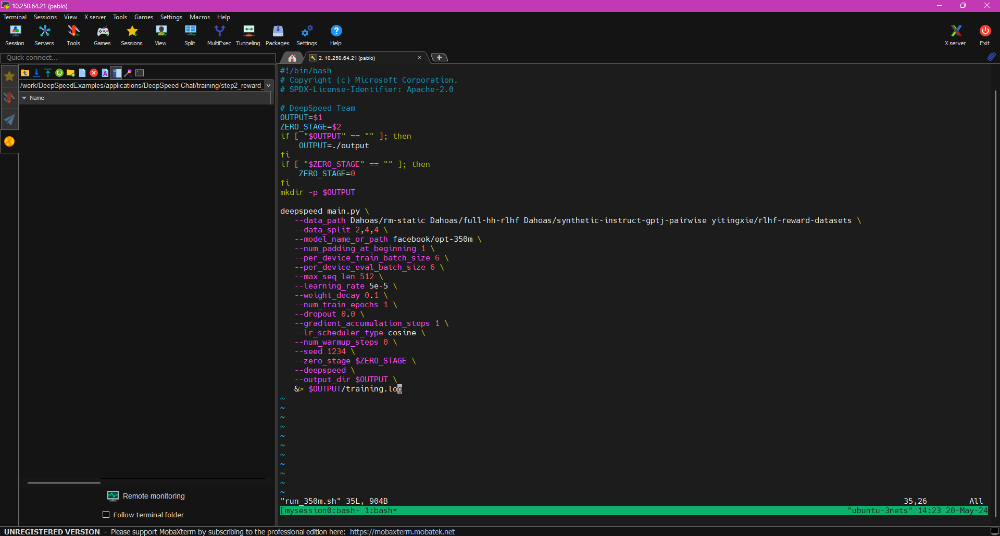 10.250.64.21 (pablo)
Terminal Sessions View X server Tools Games Settings Macros Help
Session Servers Tools Games Sessions View Split MultiExec Tunneling Packages Settings Help X server Exit
Quick connect...
2. 10.250.64.21 (pablo)
/work/DeepSpeedExamples/applications/DeepSpeed-Chat/training/step2_reward_
Name
#!/bin/bash
# Copyright (c) Microsoft Corporation.
# SPDX-License-Identifier: Apache-2.0
# DeepSpeed Team
OUTPUT=$1
ZERO_STAGE=$2
if [ "$OUTPUT" == "" ]; then
    OUTPUT=./output
fi
if [ "$ZERO_STAGE" == "" ]; then
    ZERO_STAGE=0
fi
mkdir -p $OUTPUT
deepspeed main.py \
   --data_path Dahoas/rm-static Dahoas/full-hh-rlhf Dahoas/synthetic-instruct-gptj-pairwise yitingxie/rlhf-reward-datasets \
   --data_split 2,4,4 \
   --model_name_or_path facebook/opt-350m \
   --num_padding_at_beginning 1 \
   --per_device_train_batch_size 6 \
   --per_device_eval_batch_size 6 \
   --max_seq_len 512 \
   --learning_rate 5e-5 \
   --weight_decay 0.1 \
   --num_train_epochs 1 \
   --dropout 0.0 \
   --gradient_accumulation_steps 1 \
   --lr_scheduler_type cosine \
   --num_warmup_steps 0 \
   --seed 1234 \
   --zero_stage $ZERO_STAGE \
   --deepspeed \
   --output_dir $OUTPUT \
   &> $OUTPUT/training.log
~
~
~
~
~
~
~
~
~
~
~
"run_350m.sh" 35L, 904B 35,26 All
[mysession0:bash- 1:bash* "ubuntu-3nets" 14:23 20-May-24
Remote monitoring
Follow terminal folder
UNREGISTERED VERSION - Please support MobaXterm by subscribing to the professional edition here: https://mobaxterm.mobatek.net